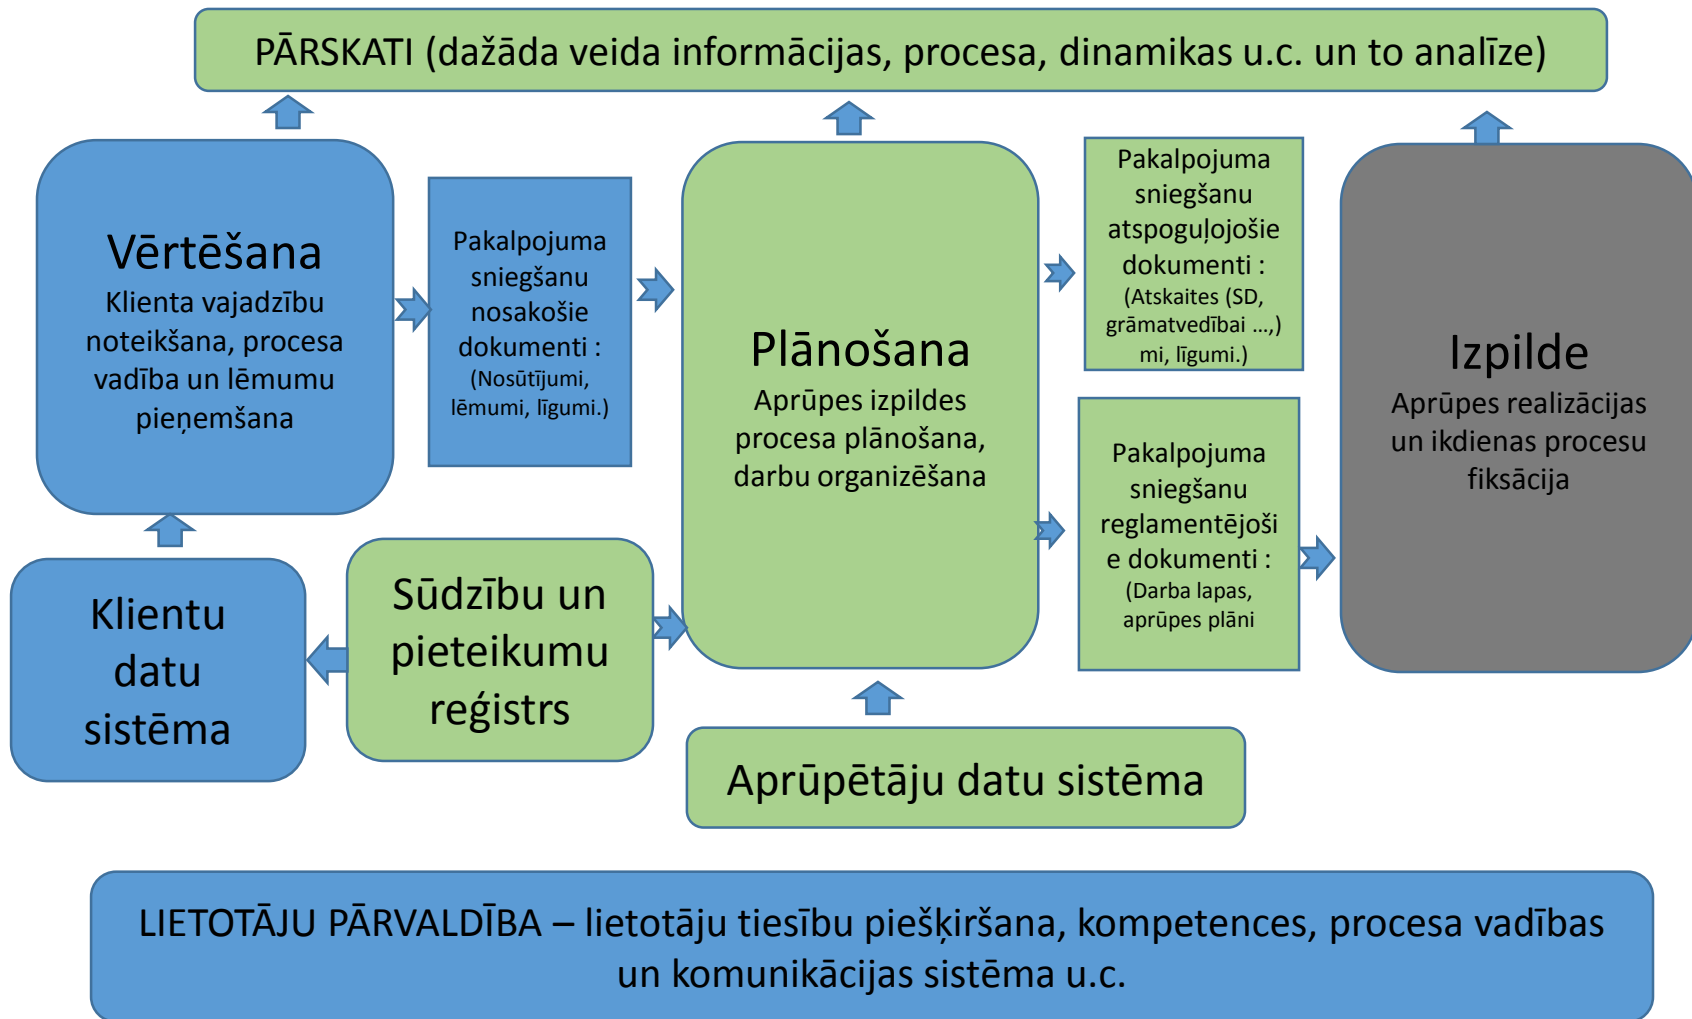 PĀRSKATI (dažāda veida informācijas, procesa, dinamikas u.c. un to analīze)
Vērtēšana
Klienta vajadzību
noteikšana, procesa
vadība un lēmumu
pieņemšana
Pakalpojuma
sniegšanu
nosakošie
dokumenti :
(Nosūtījumi,
lēmumi, līgumi.)
Plānošana
Aprūpes izpildes
procesa plānošana,
darbu organizēšana
Pakalpojuma
sniegšanu
atspoguļojošie
dokumenti :
(Atskaites (SD,
grāmatvedībai ...,)
mi, līgumi.)
Pakalpojuma
sniegšanu
reglamentējoši
e dokumenti :
(Darba lapas,
aprūpes plāni
Izpilde
Aprūpes realizācijas
un ikdienas procesu
fiksācija
Klientu
datu
sistēma
Sūdzību un
pieteikumu
reģistrs
Aprūpētāju datu sistēma
LIETOTĀJU PĀRVALDĪBA – lietotāju tiesību piešķiršana, kompetences, procesa vadības
un komunikācijas sistēma u.c.